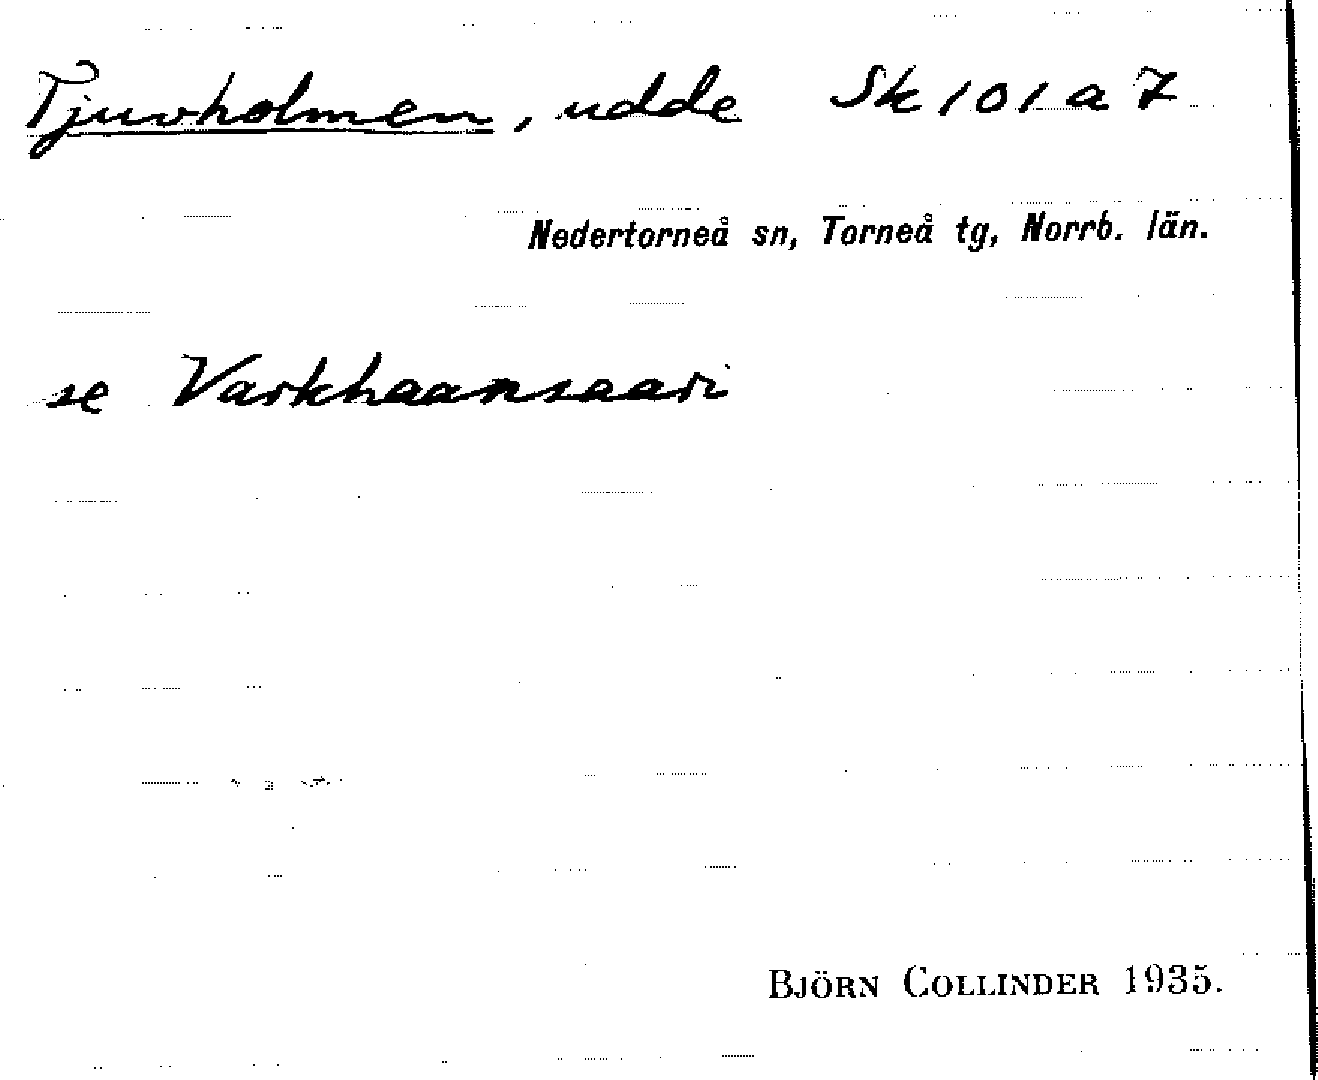 Tjuvholmen, udde Sk 101 a 7
Nedertorneå sn, Torneå tg, Norrb. län.
se Varkhaansaari
BJÖRN COLLINDER 1935.